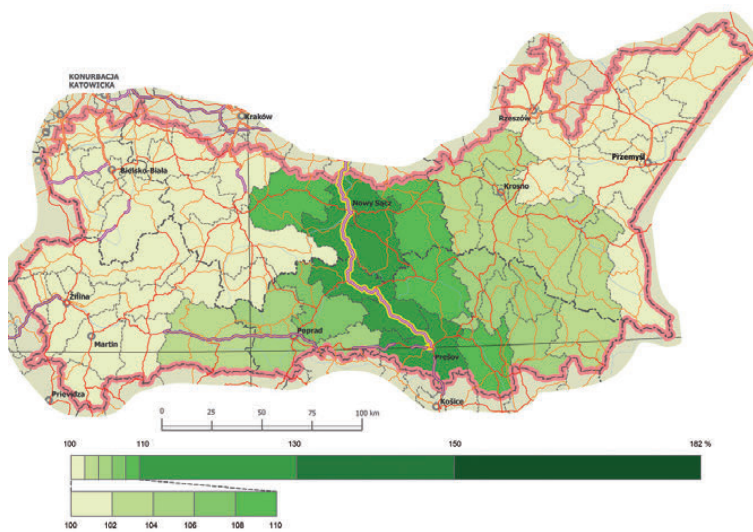 KONURBACJA
KATOWICKA
Kraków
Rzeszów
Bielsko-Biała
Przemyśl
Krosno
Nowy Sącz
Żilina
Poprad
Martin
Prešov
Prievidza
Košice
0 25 50 75 100 km
100 110 130 150 182 %
100 102 104 106 108 110